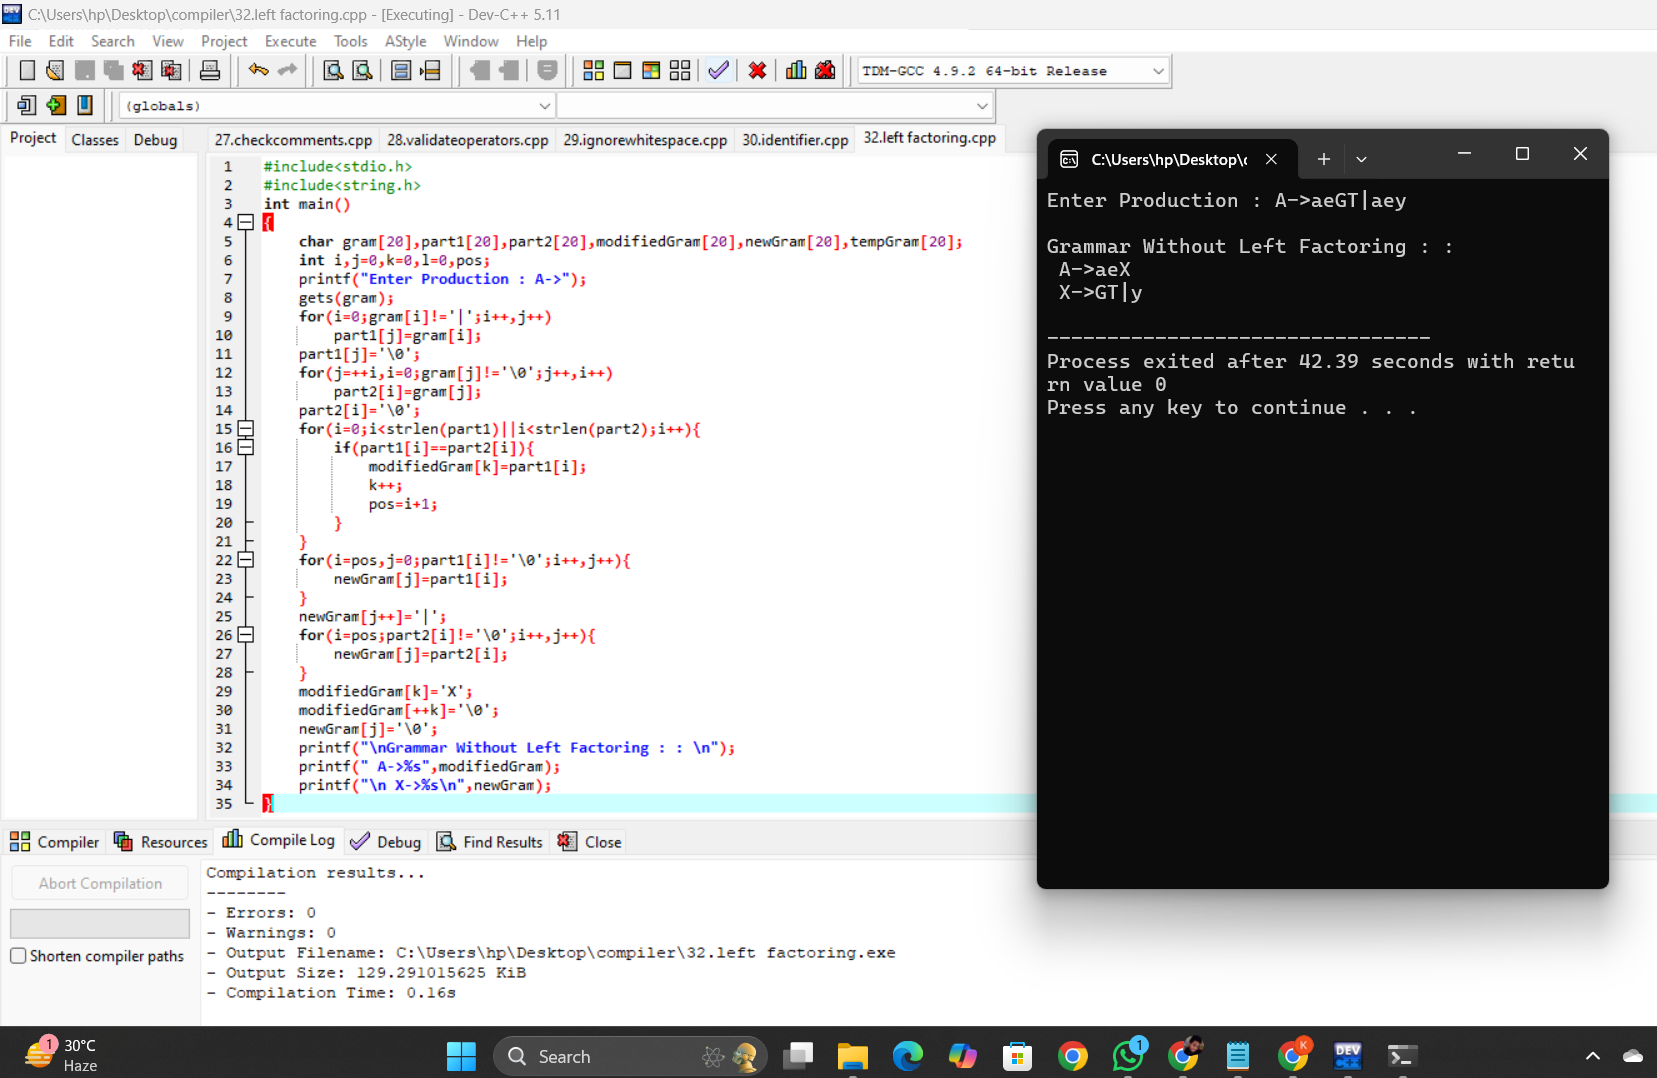 C:\Users\hp\Desktop\compiler\32.left factoring.cpp - [Executing] - Dev-C++ 5.11
File Edit Search View Project Execute Tools AStyle Window Help
TDM-GCC 4.9.2 64-bit Release
(globals)
Project Classes Debug
27.checkcomments.cpp 28.validateoperators.cpp 29.ignorewhitespace.cpp 30.identifier.cpp 32.left factoring.cpp
1 #include<stdio.h>
2 #include<string.h>
3 int main()
4 {
5 char gram[20],part1[20],part2[20],modifiedGram[20],newGram[20],tempGram[20];
6 int i,j=0,k=0,l=0,pos;
7 printf("Enter Production : A->");
8 gets(gram);
9 for(i=0;gram[i]!='|';i++,j++)
10 part1[j]=gram[i];
11 part1[j]='\0';
12 for(j=++i,i=0;gram[j]!='\0';j++,i++)
13 part2[i]=gram[j];
14 part2[i]='\0';
15 for(i=0;i<strlen(part1)||i<strlen(part2);i++){
16 if(part1[i]==part2[i]){
17 modifiedGram[k]=part1[i];
18 k++;
19 pos=i+1;
20 }
21 }
22 for(i=pos,j=0;part1[i]!='\0';i++,j++){
23 newGram[j]=part1[i];
24 }
25 newGram[j++]='|';
26 for(i=pos;part2[i]!='\0';i++,j++){
27 newGram[j]=part2[i];
28 }
29 modifiedGram[k]='X';
30 modifiedGram[++k]='\0';
31 newGram[j]='\0';
32 printf("\nGrammar Without Left Factoring : : \n");
33 printf(" A->%s",modifiedGram);
34 printf("\n X->%s\n",newGram);
35 }
C:\Users\hp\Desktop\c
Enter Production : A->aeGT|aey
Grammar Without Left Factoring : :
A->aeX
X->GT|y
--------------------------------
Process exited after 42.39 seconds with retu
rn value 0
Press any key to continue . . .
Compiler Resources Compile Log Debug Find Results Close
Abort Compilation
Shorten compiler paths
Compilation results...
--------
- Errors: 0
- Warnings: 0
- Output Filename: C:\Users\hp\Desktop\compiler\32.left factoring.exe
- Output Size: 129.291015625 KiB
- Compilation Time: 0.16s
1
30°C
Haze
Search
1
K
DEV
C++